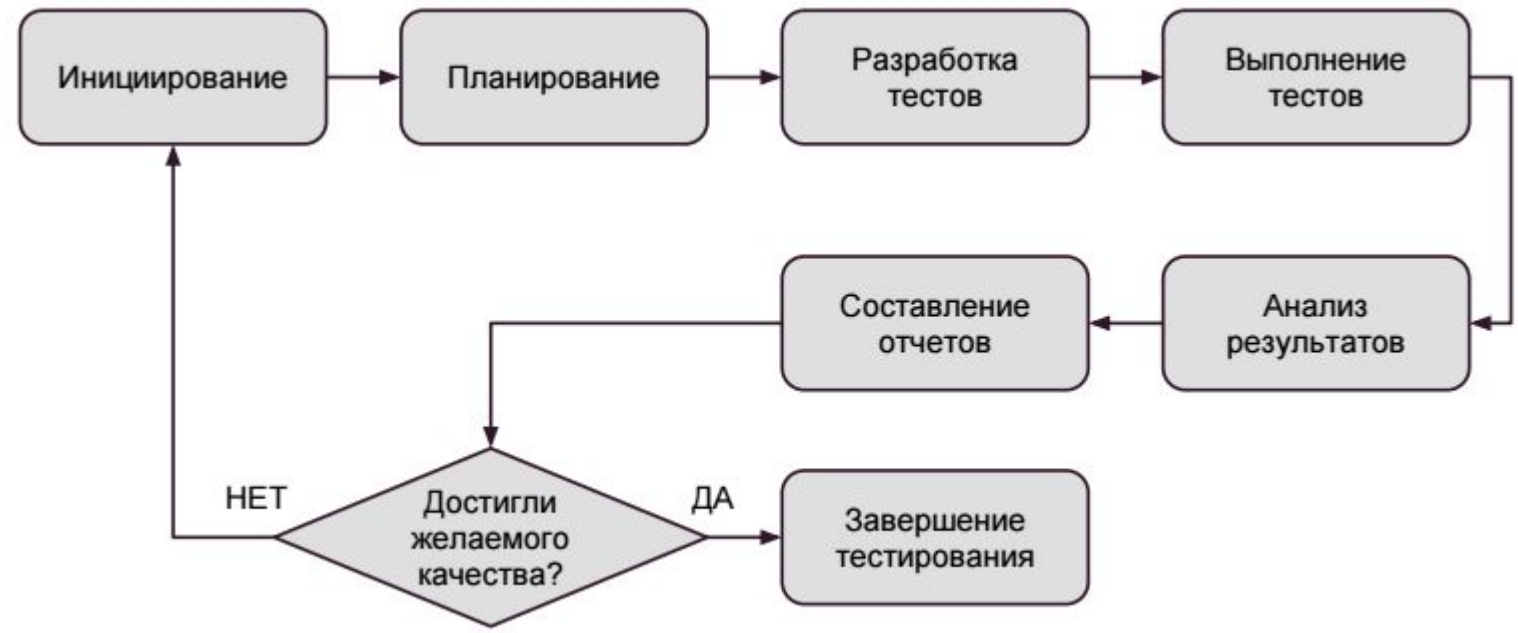 Инициирование
Планирование
Разработка
тестов
Выполнение
тестов
Составление
отчетов
Анализ
результатов
НЕТ
Достигли
желаемого
качества?
ДА
Завершение
тестирования